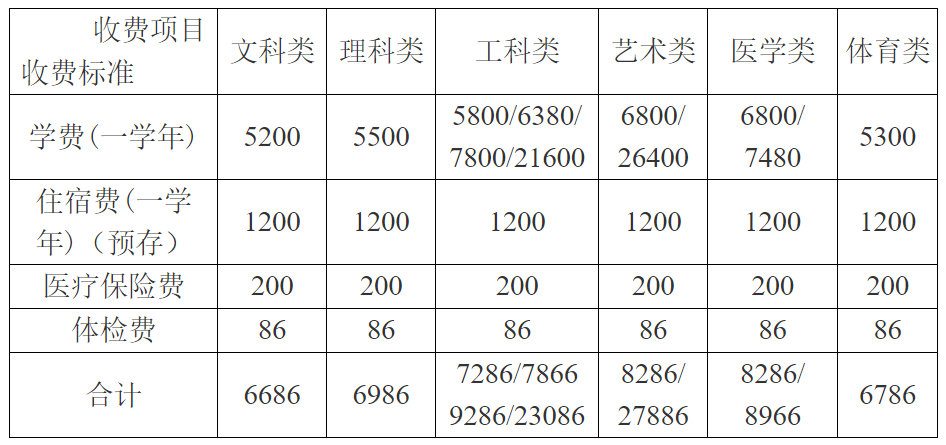 收费项目
收费标准
文科类
理科类
工科类
艺术类
医学类
体育类
学费(一学年)
5200
5500
5800/6380/
7800/21600
6800/
26400
6800/
7480
5300
住宿费(一学
年)（预存）
1200
1200
1200
1200
1200
1200
医疗保险费
200
200
200
200
200
200
体检费
86
86
86
86
86
86
合计
6686
6986
7286/7866
9286/23086
8286/
27886
8286/
8966
6786